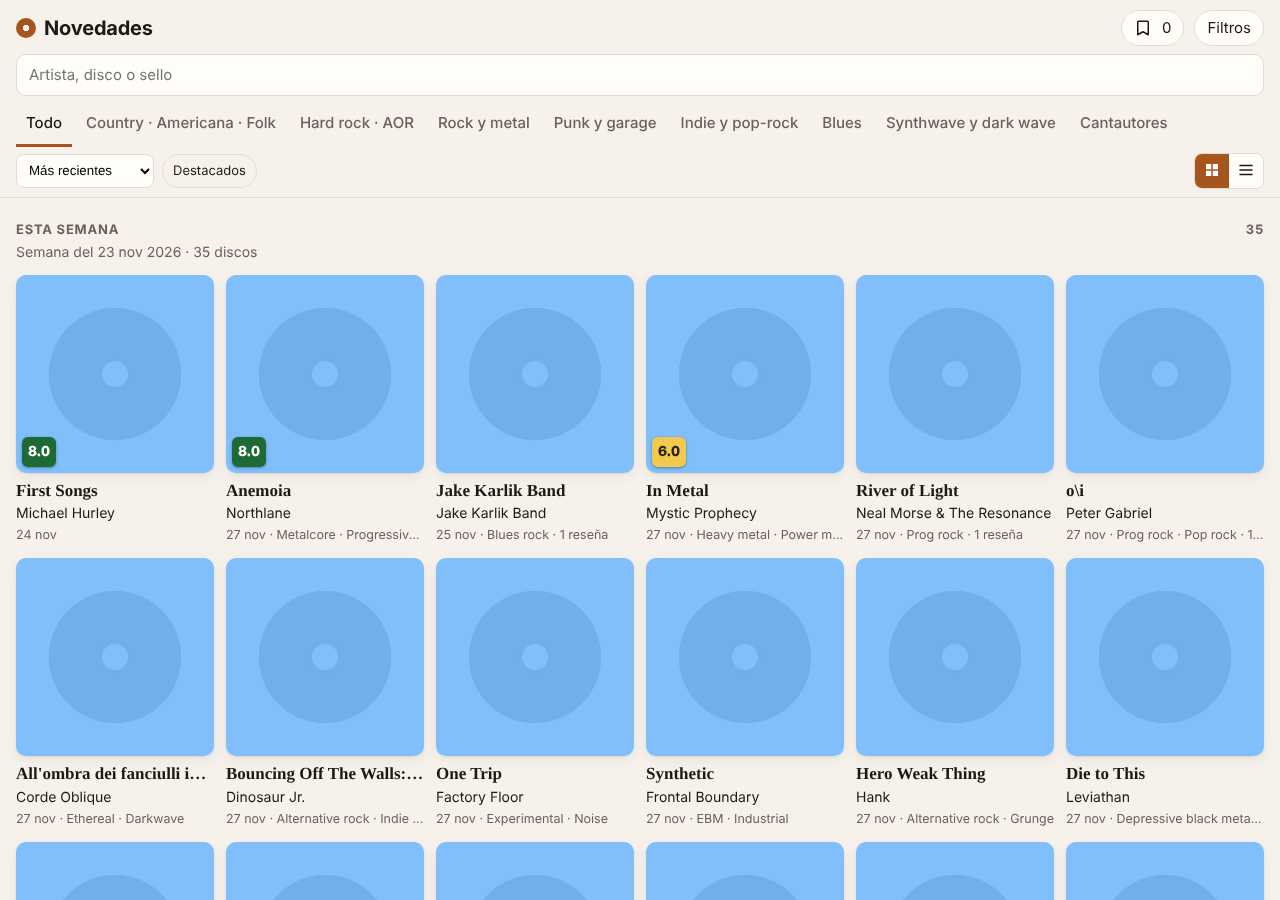 Novedades
0
Filtros
Artista, disco o sello
Todo
Country · Americana · Folk
Hard rock · AOR
Rock y metal
Punk y garage
Indie y pop-rock
Blues
Synthwave y dark wave
Cantautores
Más recientes
Destacados
ESTA SEMANA
35
Semana del 23 nov 2026 · 35 discos
8.0
First Songs
Michael Hurley
24 nov
8.0
Anemoia
Northlane
27 nov · Metalcore · Progressiv...
Jake Karlik Band
Jake Karlik Band
25 nov · Blues rock · 1 reseña
6.0
In Metal
Mystic Prophecy
27 nov · Heavy metal · Power m...
River of Light
Neal Morse & The Resonance
27 nov · Prog rock · 1 reseña
o\i
Peter Gabriel
27 nov · Prog rock · Pop rock · 1...
All'ombra dei fanciulli i...
Corde Oblique
27 nov · Ethereal · Darkwave
Bouncing Off The Walls:...
Dinosaur Jr.
27 nov · Alternative rock · Indie ...
One Trip
Factory Floor
27 nov · Experimental · Noise
Synthetic
Frontal Boundary
27 nov · EBM · Industrial
Hero Weak Thing
Hank
27 nov · Alternative rock · Grunge
Die to This
Leviathan
27 nov · Depressive black meta...